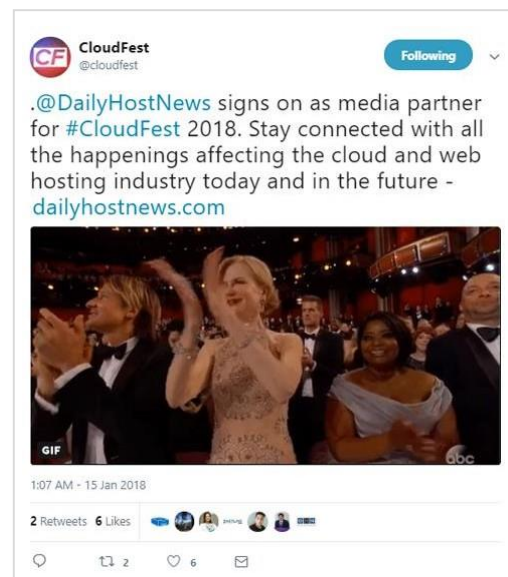 CF
CloudFest
@cloudfest
Following
.@DailyHostNews signs on as media partner
for #CloudFest 2018. Stay connected with all
the happenings affecting the cloud and web
hosting industry today and in the future -
dailyhostnews.com
GIF
abc
1:07 AM - 15 Jan 2018
2 Retweets 6 Likes
2
6